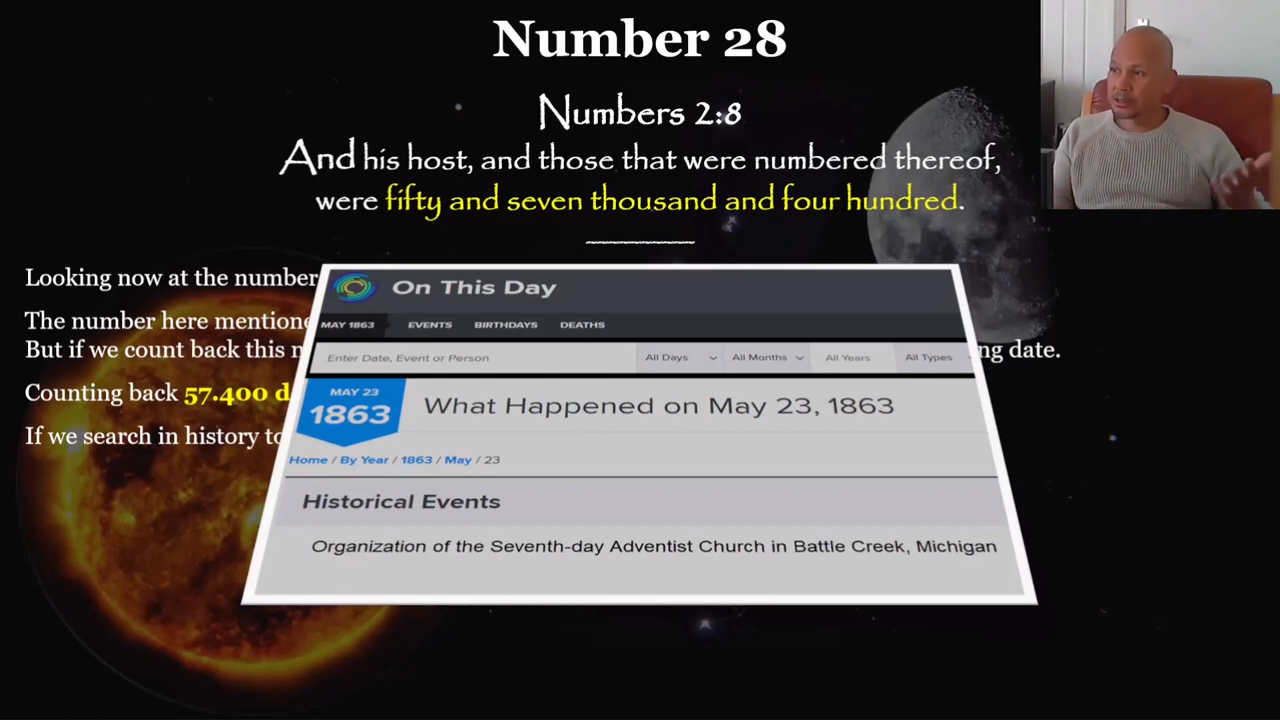 Number 28
Numbers 2:8
And his host, and those that were numbered thereof,
were fifty and seven thousand and four hundred.
Looking now at the number
The number here mentione
But if we count back this n
ng date.
Counting back 57.400 d
If we search in history to
On This Day
MAY 1863 EVENTS BIRTHDAYS DEATHS
Enter Date, Event or Person All Days All Months All Years All Types
MAY 23
1863
What Happened on May 23, 1863
Home / By Year / 1863 / May / 23
Historical Events
Organization of the Seventh-day Adventist Church in Battle Creek, Michigan